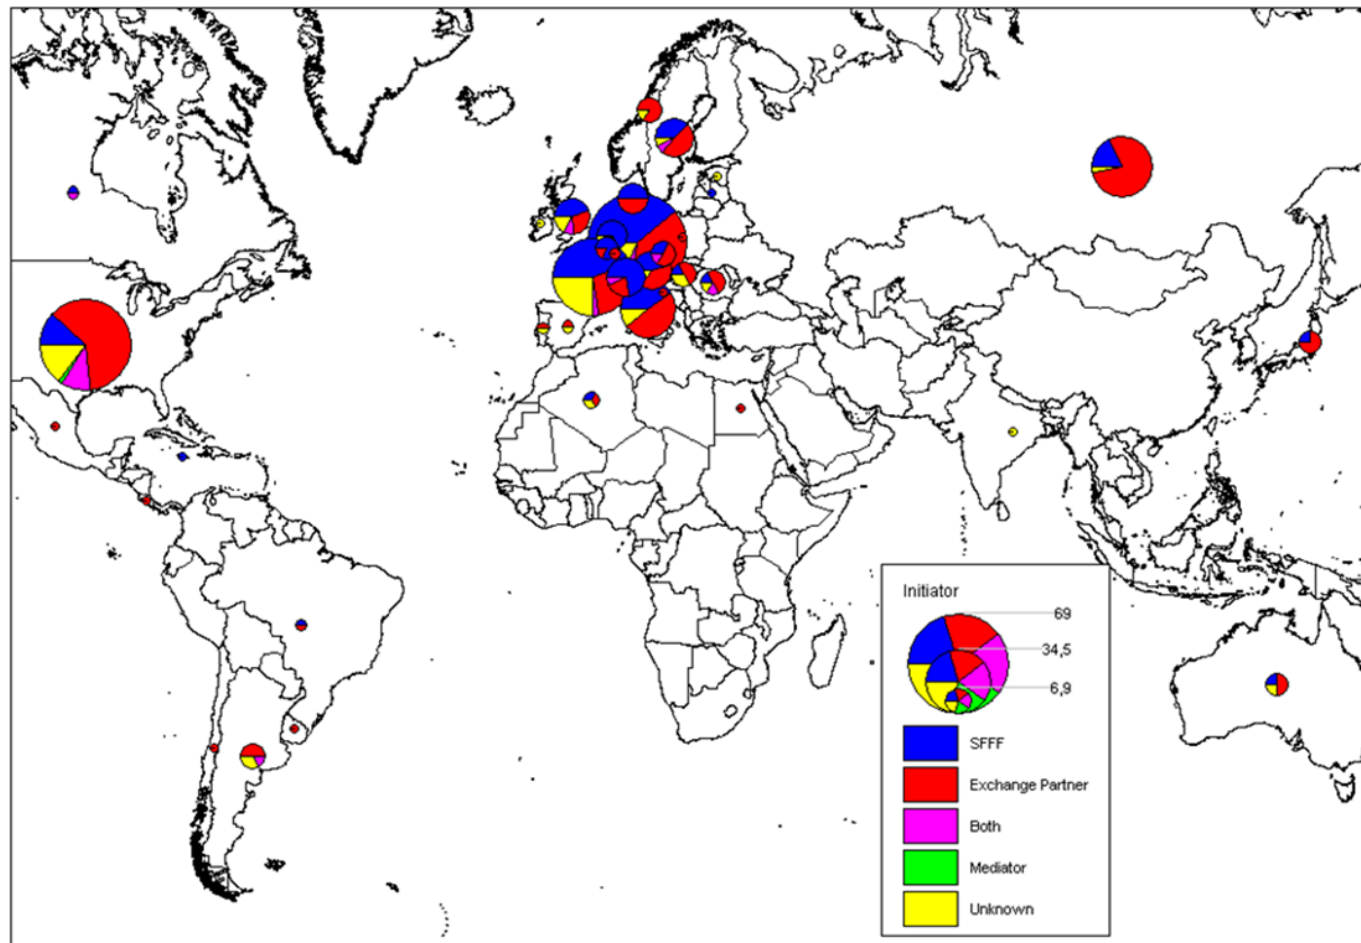 Initiator
69
34,5
6,9
SFFF
Exchange Partner
Both
Mediator
Unknown